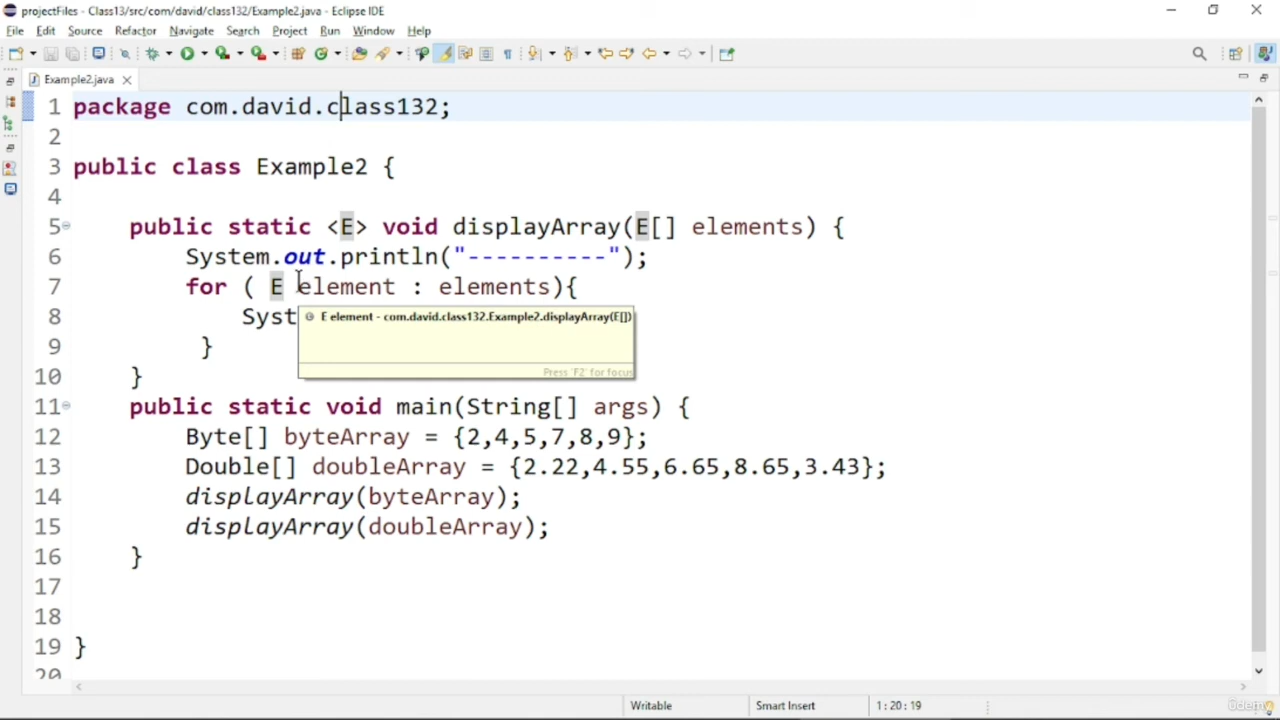 projectFiles - Class13/src/com/david/class132/Example2.java - Eclipse IDE
File Edit Source Refactor Navigate Search Project Run Window Help
Example2.java
1 package com.david.class132;
2
3 public class Example2 {
4
5 public static <E> void displayArray(E[] elements) {
6 System.out.println("----------");
7 for ( E element : elements){
8 Syst
E element - com.david.class132.Example2.displayArray(E[])
Press 'F2' for focus
9 }
10 }
11 public static void main(String[] args) {
12 Byte[] byteArray = {2,4,5,7,8,9};
13 Double[] doubleArray = {2.22,4.55,6.65,8.65,3.43};
14 displayArray(byteArray);
15 displayArray(doubleArray);
16 }
17
18
19 }
20
Writable Smart Insert 1 : 20 : 19
Udemy